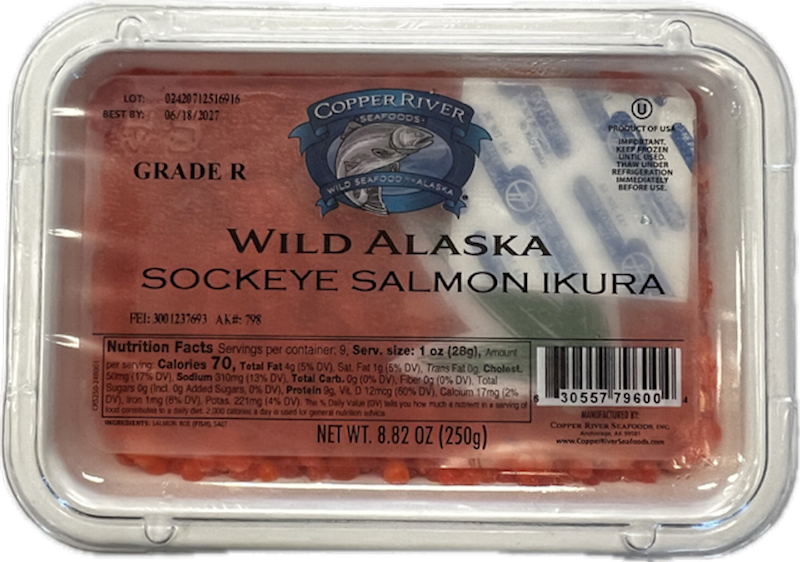 LOT: 02420712516916
BEST BY: 06/18/2027
GRADE R
COPPER RIVER
SEAFOODS
WILD SEAFOOD ALASKA
U
PRODUCT OF USA
IMPORTANT.
KEEP FROZEN
UNTIL USED.
THAW UNDER
REFRIGERATION
IMMEDIATELY
BEFORE USE.
WILD ALASKA
SOCKEYE SALMON IKURA
FEI: 3001237693 AK#: 798
Nutrition Facts Servings per container: 9, Serv. size: 1 oz (28g), Amount
per serving: Calories 70, Total Fat 4g (5% DV), Sat. Fat 1g (5% DV), Trans Fat 0g, Cholest.
50mg (17% DV), Sodium 310mg (13% DV), Total Carb. 0g (0% DV), Fiber 0g (0% DV), Total
Sugars 0g (Incl. 0g Added Sugars, 0% DV), Protein 9g, Vit. D 12mcg (60% DV), Calcium 17mg (2%
DV), Iron 1mg (6% DV), Potas. 221mg (4% DV). The % Daily Value (DV) tells you how much a nutrient in a serving of
food contributes to a daily diet. 2,000 calories a day is used for general nutrition advice.
INGREDIENTS: SALMON ROE (FISH), SALT
NET WT. 8.82 OZ (250g)
30557 79600
MANUFACTURED BY:
COPPER RIVER SEAFOODS, INC.
Anchorage, AK 99501
www.CopperRiverSeafoods.com